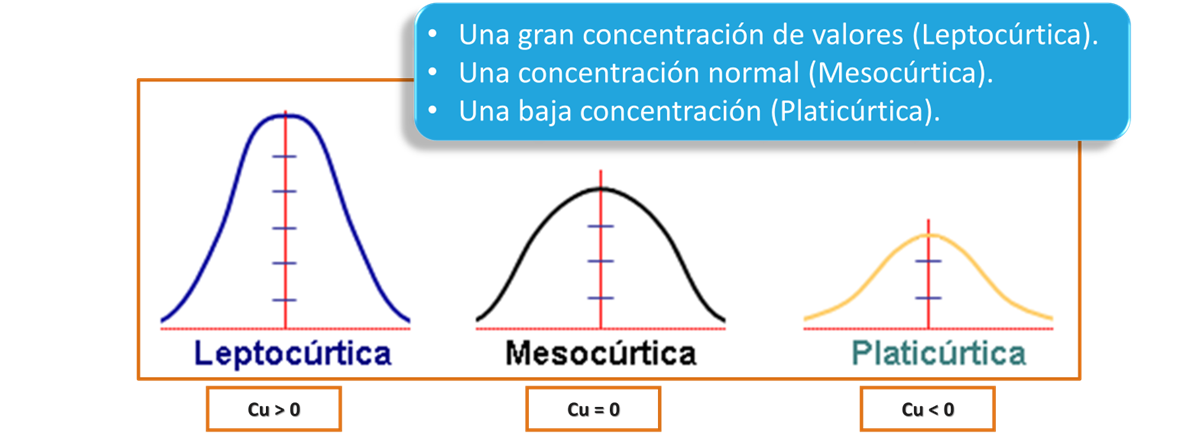 • Una gran concentración de valores (Leptocúrtica).
• Una concentración normal (Mesocúrtica).
• Una baja concentración (Platicúrtica).
Leptocúrtica
Mesocúrtica
Platicúrtica
Cu > 0
Cu = 0
Cu < 0